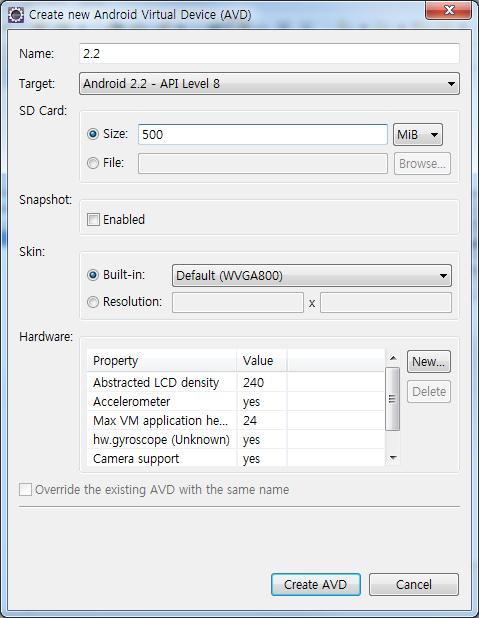 Create new Android Virtual Device (AVD)
Name: 2.2
Target: Android 2.2 - API Level 8
SD Card:
Size: 500 MiB
File: Browse...
Snapshot:
Enabled
Skin:
Built-in: Default (WVGA800)
Resolution: x
Hardware:
Property Value New...
Abstracted LCD density 240
Delete
Accelerometer yes
Max VM application he... 24
hw.gyroscope (Unknown) yes
Camera support yes
Override the existing AVD with the same name
Create AVD Cancel